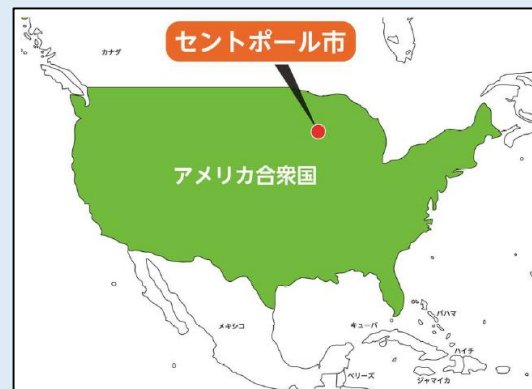 カナダ
セントポール市
アメリカ合衆国
メキシコ
キューバ
バハマ
ハイチ
ジャマイカ
ベリーズ